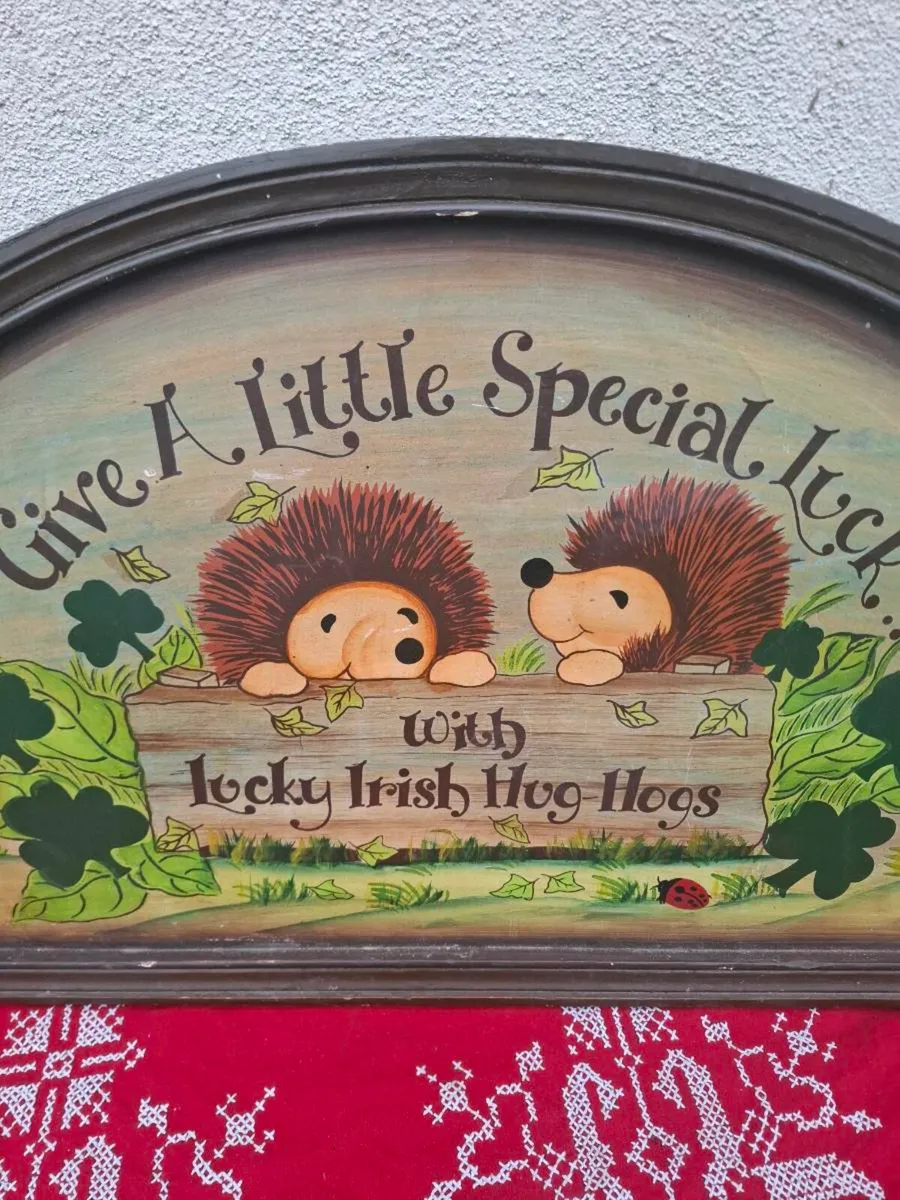 Give A Little Special Luck...
With
Lucky Irish Hug-Hogs